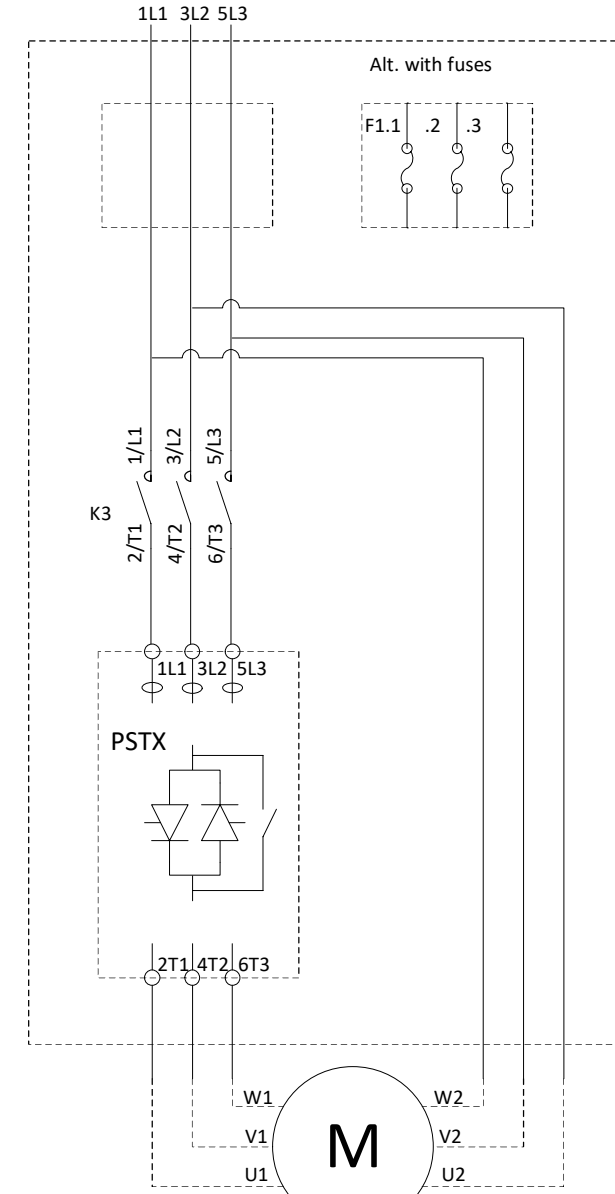 1L1 3L2 5L3
Alt. with fuses
F1.1 .2 .3
1/L1 3/L2 5/L3
K3
2/T1 4/T2 6/T3
1L1 3L2 5L3
PSTX
2T1 4T2 6T3
W1 W2
M
V1 V2
U1 U2